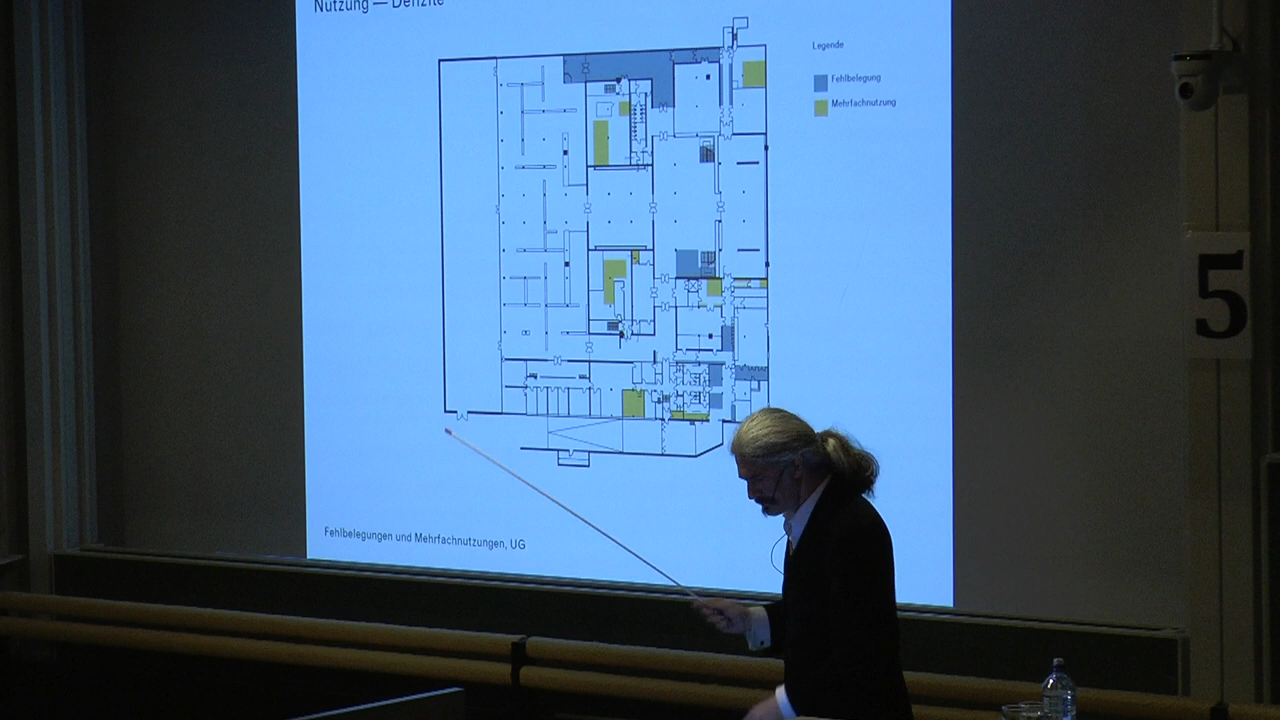 Nutzung — Defizite
Legende
Fehlbelegung
Mehrfachnutzung
5
Fehlbelegungen und Mehrfachnutzungen, UG